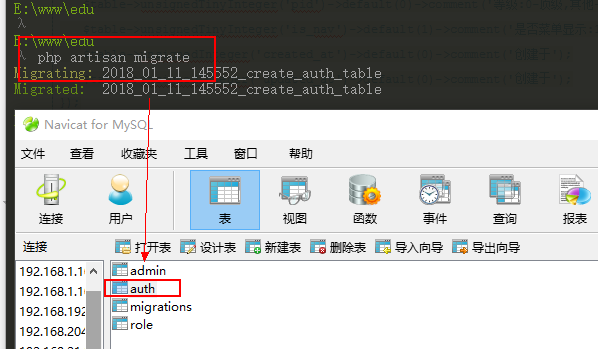 E:\www\edu
λ
E:\www\edu
λ php artisan migrate
Migrating: 2018_01_11_145552_create_auth_table
Migrated: 2018_01_11_145552_create_auth_table
Navicat for MySQL
文件 查看 收藏夹 工具 窗口 帮助
连接 用户 表 视图 函数 事件 查询 报表
连接 打开表 设计表 新建表 删除表 导入向导 导出向导
192.168.1.1 admin
192.168.1.1 auth
192.168.192 migrations
192.168.204 role